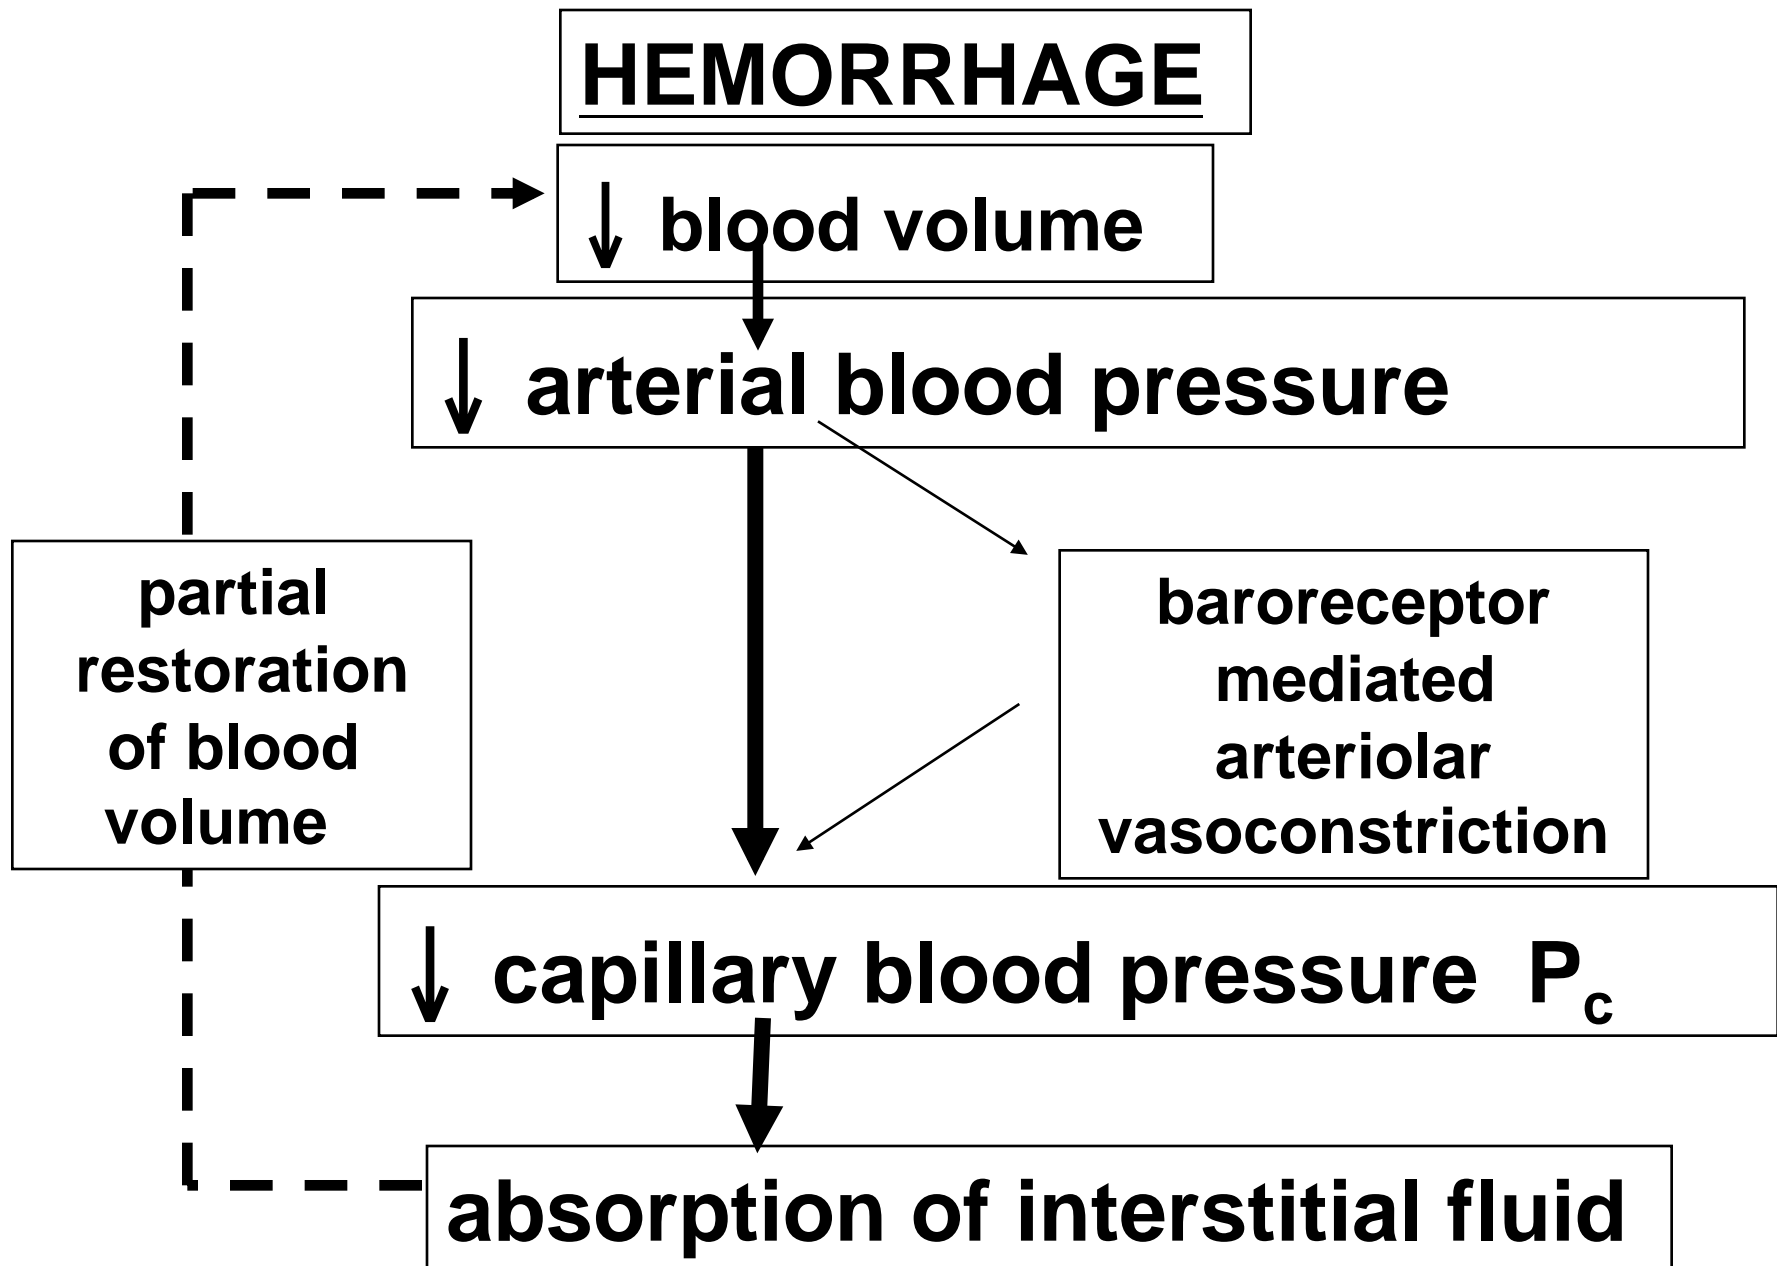 HEMORRHAGE
↓ blood volume
↓ arterial blood pressure
partial
restoration
of blood
volume
baroreceptor
mediated
arteriolar
vasoconstriction
↓ capillary blood pressure Pc
absorption of interstitial fluid